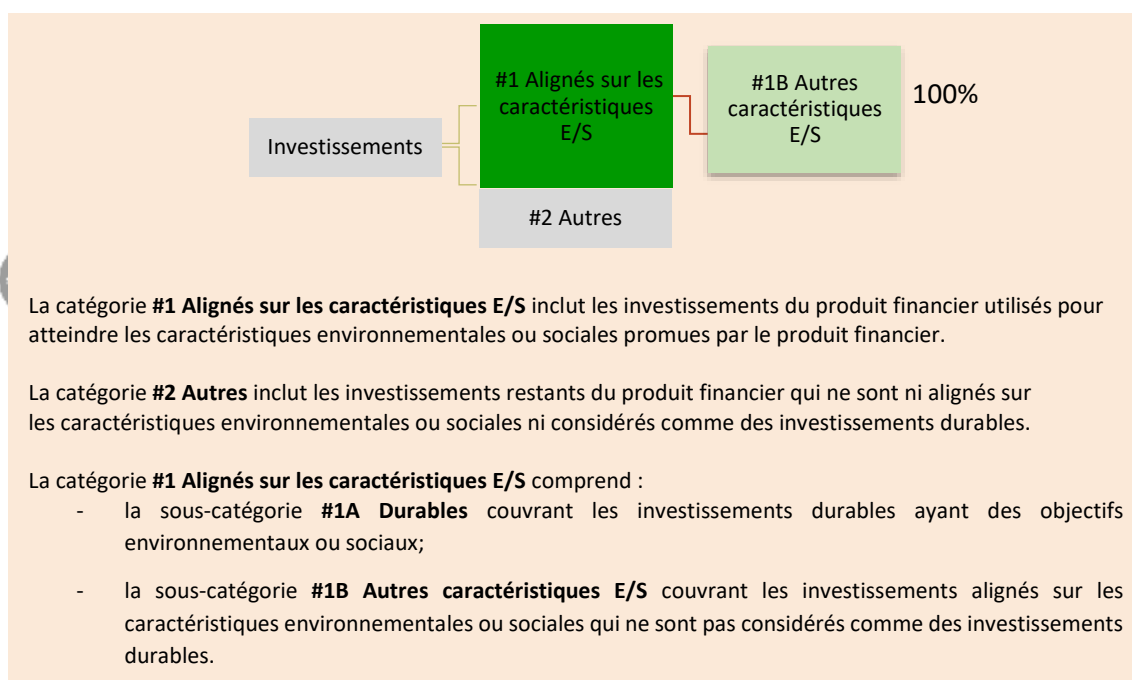 #1 Alignés sur les
caractéristiques
E/S
#1B Autres
caractéristiques
E/S
100%
Investissements
#2 Autres
La catégorie #1 Alignés sur les caractéristiques E/S inclut les investissements du produit financier utilisés pour
atteindre les caractéristiques environnementales ou sociales promues par le produit financier.
La catégorie #2 Autres inclut les investissements restants du produit financier qui ne sont ni alignés sur
les caractéristiques environnementales ou sociales ni considérés comme des investissements durables.
La catégorie #1 Alignés sur les caractéristiques E/S comprend :
- la sous-catégorie #1A Durables couvrant les investissements durables ayant des objectifs
environnementaux ou sociaux;
- la sous-catégorie #1B Autres caractéristiques E/S couvrant les investissements alignés sur les
caractéristiques environnementales ou sociales qui ne sont pas considérés comme des investissements
durables.